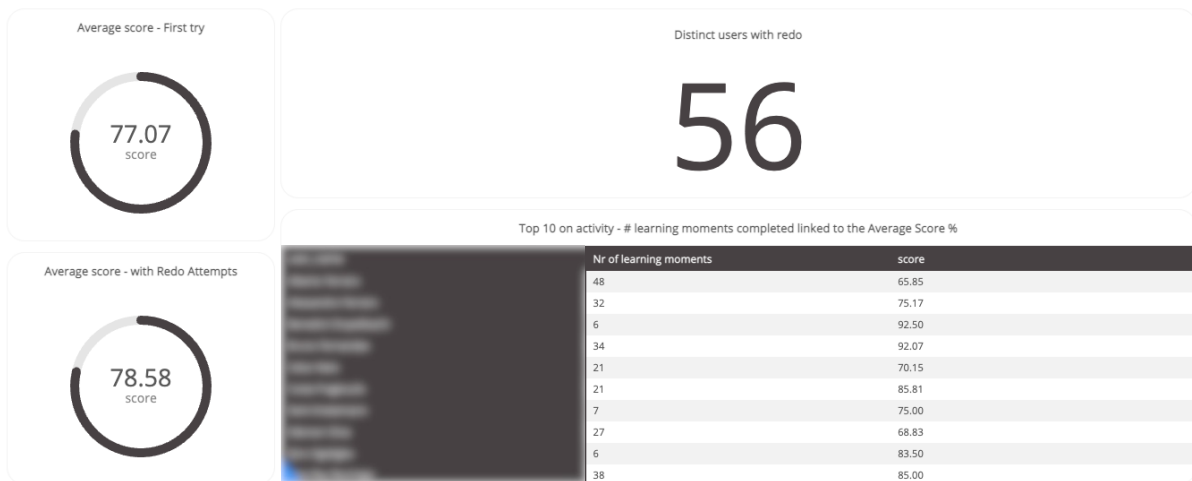 Average score - First try
77.07
score
Average score - with Redo Attempts
78.58
score
Distinct users with redo
56
Top 10 on activity - # learning moments completed linked to the Average Score %
Nr of learning moments score
48 65.85
32 75.17
6 92.50
34 92.07
21 70.15
21 85.81
7 75.00
27 68.83
6 83.50
38 85.00